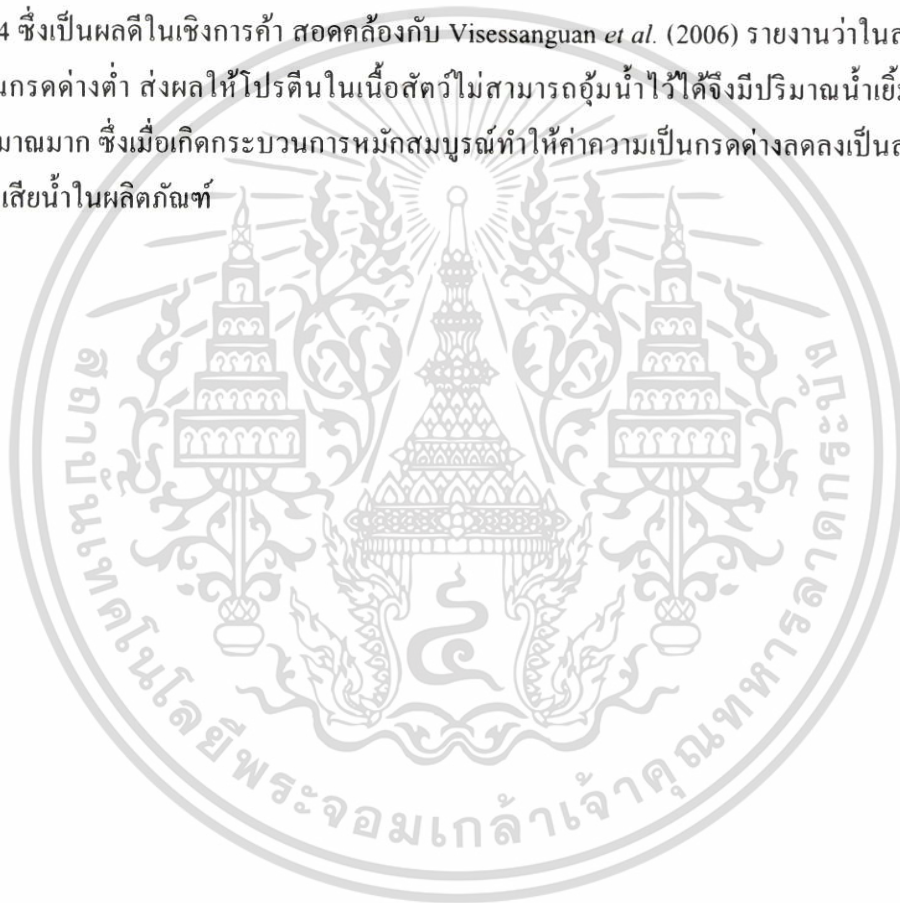 4 ซึ่งเป็นผลดีในเชิงการค้า สอดคล้องกับ Visessanguan et al. (2006) รายงานว่าในส
นกรดด่างต่ำ ส่งผลให้โปรตีนในเนื้อสัตว์ไม่สามารถอุ้มน้ำไว้ได้จึงมีปริมาณน้ำเยิ้ม
มาณมาก ซึ่งเมื่อเกิดกระบวนการหมักสมบูรณ์ทำให้ค่าความเป็นกรดด่างลดลงเป็นส
เสียน้ำในผลิตภัณฑ์
สถาบันเทคโนโลยีพระจอมเกล้าเจ้าคุณทหารลาดกระบัง
๔